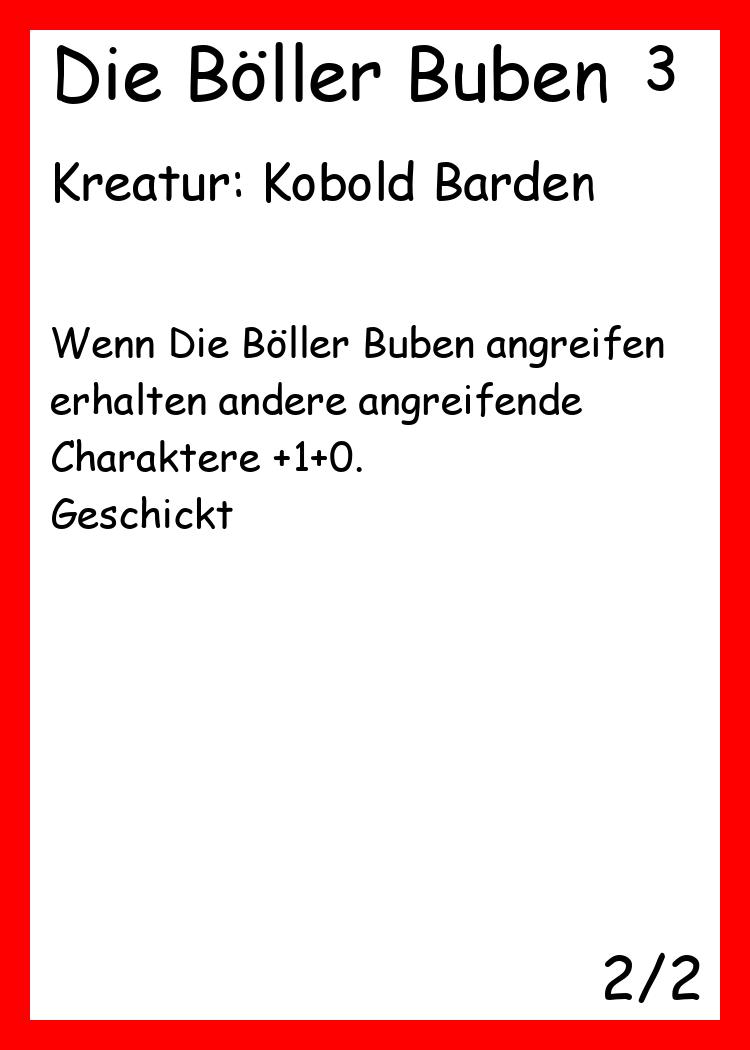 Die Böller Buben 3
Kreatur: Kobold Barden
Wenn Die Böller Buben angreifen
erhalten andere angreifende
Charaktere +1+0.
Geschickt
2/2